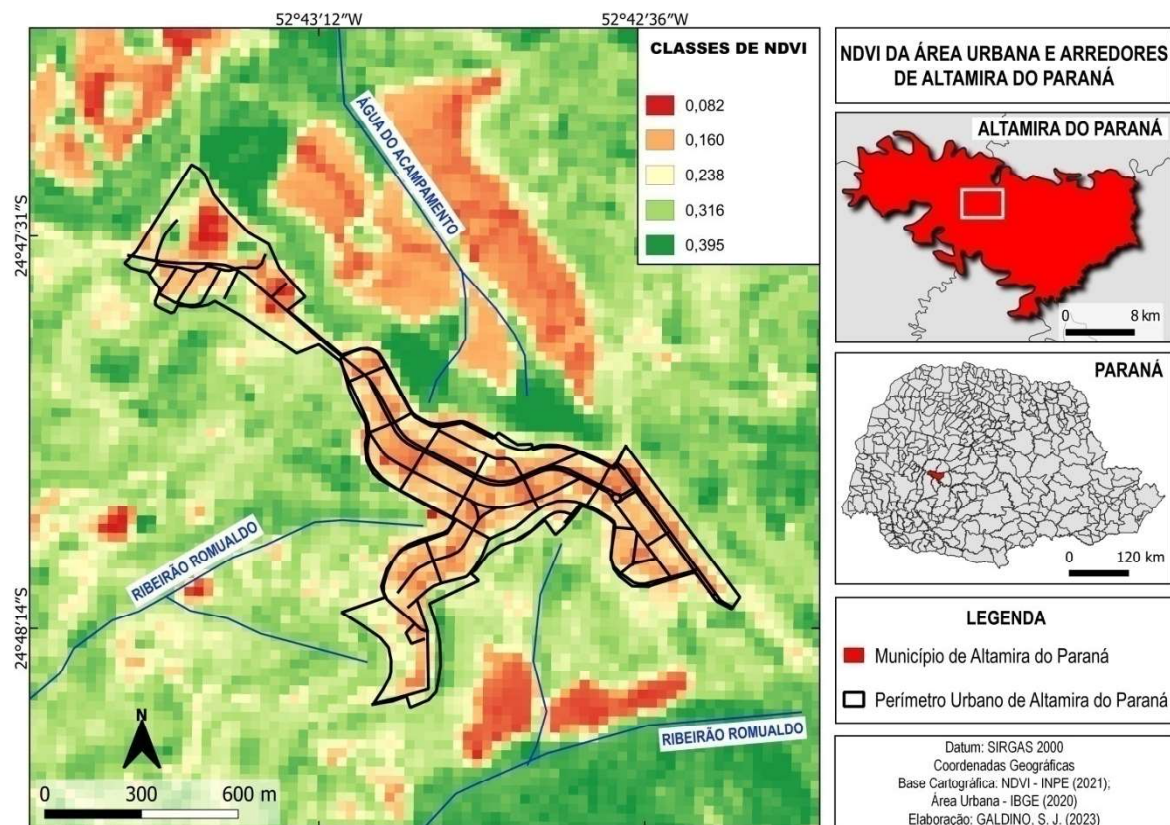 52°43'12"W
52°42'36"W
24°47'31"S
24°48'14"S
CLASSES DE NDVI
0,082
0,160
0,238
0,316
0,395
ÁGUA DO ACAMPAMENTO
RIBEIRÃO ROMUALDO
RIBEIRÃO ROMUALDO
N
0 300 600 m
NDVI DA ÁREA URBANA E ARREDORES
DE ALTAMIRA DO PARANÁ
ALTAMIRA DO PARANÁ
0 8 km
PARANÁ
0 120 km
LEGENDA
Município de Altamira do Paraná
Perímetro Urbano de Altamira do Paraná
Datum: SIRGAS 2000
Coordenadas Geográficas
Base Cartográfica: NDVI - INPE (2021);
Área Urbana - IBGE (2020)
Elaboração: GALDINO, S. J. (2023)